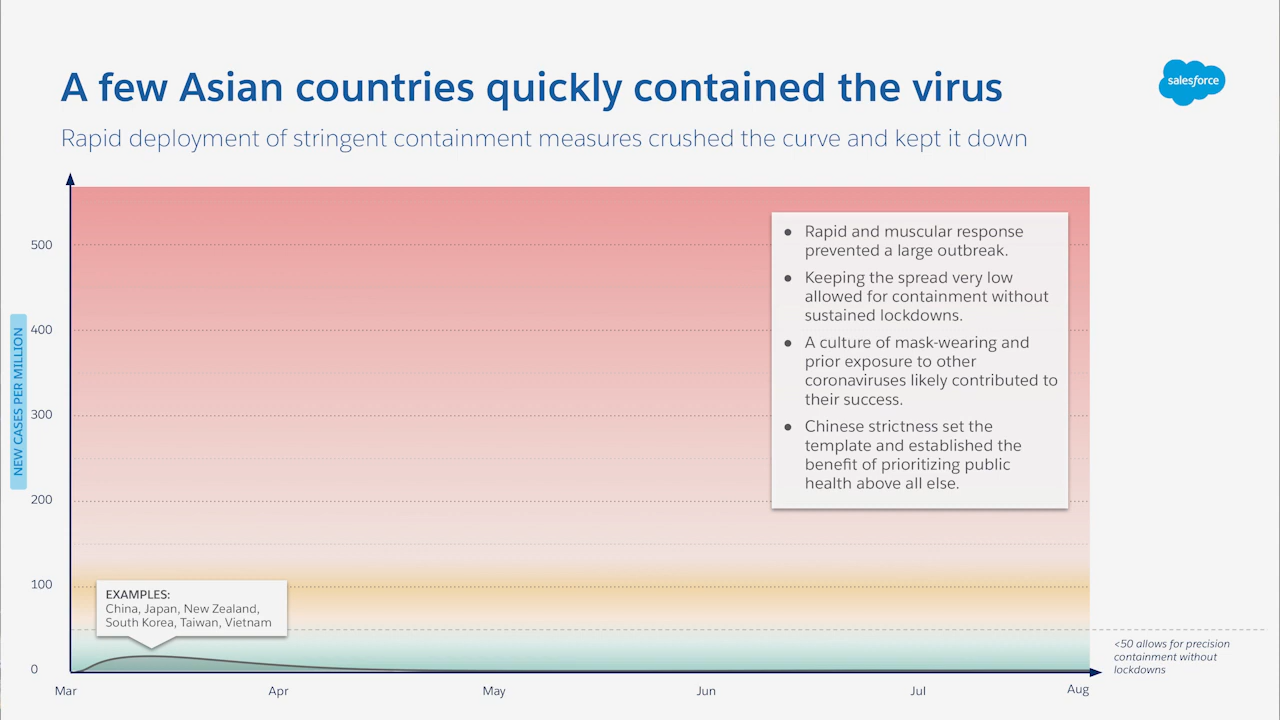 A few Asian countries quickly contained the virus
salesforce
Rapid deployment of stringent containment measures crushed the curve and kept it down
NEW CASES PER MILLION
500
400
300
200
100
0
● Rapid and muscular response
prevented a large outbreak.
● Keeping the spread very low
allowed for containment without
sustained lockdowns.
● A culture of mask-wearing and
prior exposure to other
coronaviruses likely contributed to
their success.
● Chinese strictness set the
template and established the
benefit of prioritizing public
health above all else.
EXAMPLES:
China, Japan, New Zealand,
South Korea, Taiwan, Vietnam
<50 allows for precision
containment without
lockdowns
Mar
Apr
May
Jun
Jul
Aug